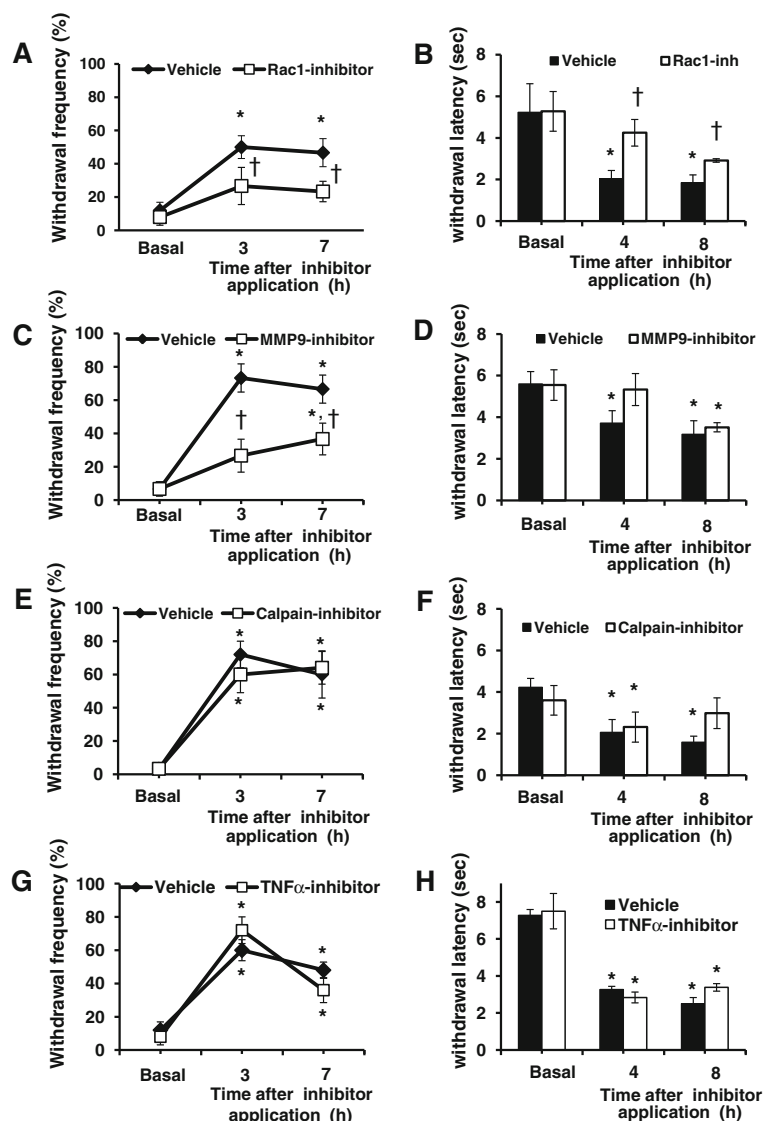 A
Withdrawal frequency (%)
100
80
60
40
20
0
Vehicle Rac1-inhibitor
* *
† †
Basal 3 7
Time after inhibitor
application (h)
B
withdrawal latency (sec)
8
6
4
2
0
Vehicle Rac1-inh
* † * †
Basal 4 8
Time after inhibitor
application (h)
C
Withdrawal frequency (%)
100
80
60
40
20
0
Vehicle MMP9-inhibitor
* *
† *, †
Basal 3 7
Time after inhibitor
application (h)
D
withdrawal latency (sec)
8
6
4
2
0
Vehicle MMP9-inhibitor
* * *
Basal 4 8
Time after inhibitor
application (h)
E
Withdrawal frequency (%)
100
80
60
40
20
0
Vehicle Calpain-inhibitor
* *
* *
Basal 3 7
Time after inhibitor
application (h)
F
withdrawal latency (sec)
8
6
4
2
0
Vehicle Calpain-inhibitor
* * *
Basal 4 8
Time after inhibitor
application (h)
G
Withdrawal frequency (%)
100
80
60
40
20
0
Vehicle TNFα-inhibitor
* *
* *
Basal 3 7
Time after inhibitor
application (h)
H
withdrawal latency (sec)
8
6
4
2
0
Vehicle
TNFα-inhibitor
* * * *
Basal 4 8
Time after inhibitor
application (h)